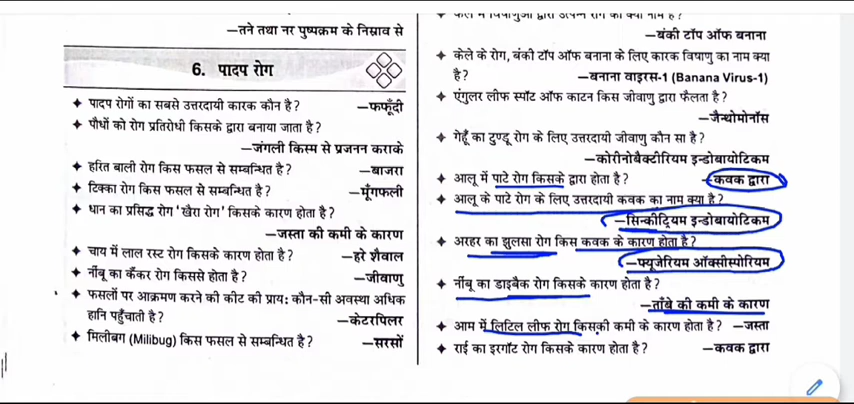 —तने तथा नर पुष्पक्रम के निस्राव से
6. पादप रोग
✦ पादप रोगों का सबसे उत्तरदायी कारक कौन है? —फफूँदी
✦ पौधों को रोग प्रतिरोधी किसके द्वारा बनाया जाता है?
—जंगली किस्म से प्रजनन कराके
✦ हरित बाली रोग किस फसल से सम्बन्धित है? —बाजरा
✦ टिक्का रोग किस फसल से सम्बन्धित है? —मूँगफली
✦ धान का प्रसिद्ध रोग 'खैरा रोग' किसके कारण होता है?
—जस्ता की कमी के कारण
✦ चाय में लाल रस्ट रोग किसके कारण होता है? —हरे शैवाल
✦ नींबू का कैंकर रोग किससे होता है? —जीवाणु
✦ फसलों पर आक्रमण करने की कीट की प्राय: कौन-सी अवस्था अधिक
हानि पहुँचाती है? —केटरपिलर
✦ मिलीबग (Milibug) किस फसल से सम्बन्धित है? —सरसों
—बंकी टॉप ऑफ बनाना
✦ केले के रोग, बंकी टॉप ऑफ बनाना के लिए कारक विषाणु का नाम क्या
है? —बनाना वाइरस-1 (Banana Virus-1)
✦ एंगुलर लीफ स्पॉट ऑफ काटन किस जीवाणु द्वारा फैलता है?
—जैन्थोमोनॉस
✦ गेहूँ का टुण्डू रोग के लिए उत्तरदायी जीवाणु कौन सा है?
—कोरीनोबैक्टीरियम इन्डोबायोटिकम
✦ आलू में पाटे रोग किसके द्वारा होता है? —कवक द्वारा
✦ आलू के पाटे रोग के लिए उत्तरदायी कवक का नाम क्या है?
—सिन्कीट्रियम इन्डोबायोटिकम
✦ अरहर का झुलसा रोग किस कवक के कारण होता है?
—फ्यूजेरियम ऑक्सीस्पोरियम
✦ नींबू का डाइबैक रोग किसके कारण होता है?
—ताँबे की कमी के कारण
✦ आम में लिटिल लीफ रोग किसकी कमी के कारण होता है? —जस्ता
✦ राई का इरगॉट रोग किसके कारण होता है? —कवक द्वारा